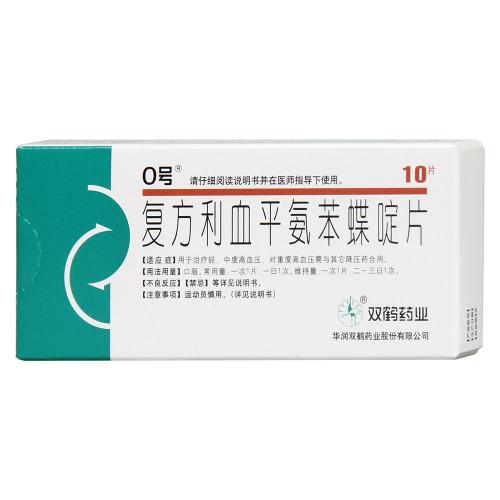 0号®
请仔细阅读说明书并在医师指导下使用。
10片
复方利血平氨苯蝶啶片
【适应症】用于治疗轻、中度高血压，对重度高血压需与其它降压药合用。
【用法用量】口服，常用量，一次1片，一日1次，维持量，一次1片，二－三日1次。
【不良反应】【禁忌】等详见说明书。
【注意事项】运动员慎用。（详见说明书）
®
双鹤药业
华润双鹤药业股份有限公司